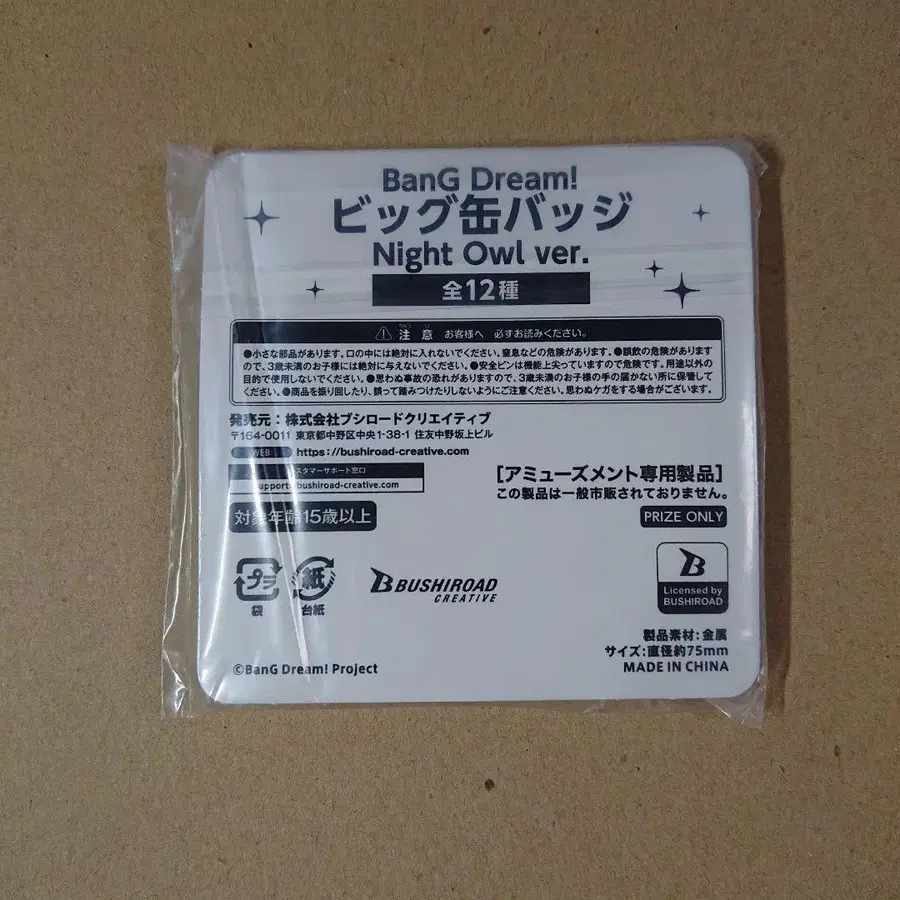 BanG Dream!
ビッグ缶バッジ
Night Owl ver.
全12種
注意 お客様へ 必ずお読みください。
●小さな部品があります。口の中には絶対に入れないでください。窒息などの危険があります。●誤飲の危険があります
ので、3歳未満のお子様には絶対に与えないでください。●安全ピンは機能上尖っていますので危険です。用途以外の
目的で使用しないでください。●思わぬ事故の恐れがありますので、3歳未満のお子様の手の届かない所に保管して
ください。●商品を振り回したり、誤って踏みつけたりしないようにご注意ください。思わぬケガをする場合がございます。
発売元:株式会社ブシロードクリエイティブ
〒164-0011 東京都中野区中央1-38-1 住友中野坂上ビル
WEB https://bushiroad-creative.com
スタマーサポート窓口
support@bushiroad-creative.com
[アミューズメント専用製品]
この製品は一般市販されておりません。
対象年齢15歳以上
PRIZE ONLY
プラ
袋
紙
台紙
BUSHIROAD
CREATIVE
B
Licensed by
BUSHIROAD
製品素材:金属
サイズ:直径約75mm
MADE IN CHINA
©BanG Dream! Project